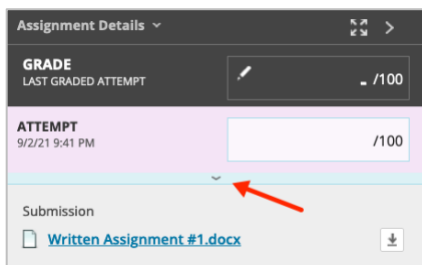 Assignment Details
GRADE
LAST GRADED ATTEMPT
- /100
ATTEMPT
9/2/21 9:41 PM
/100
Submission
Written Assignment #1.docx